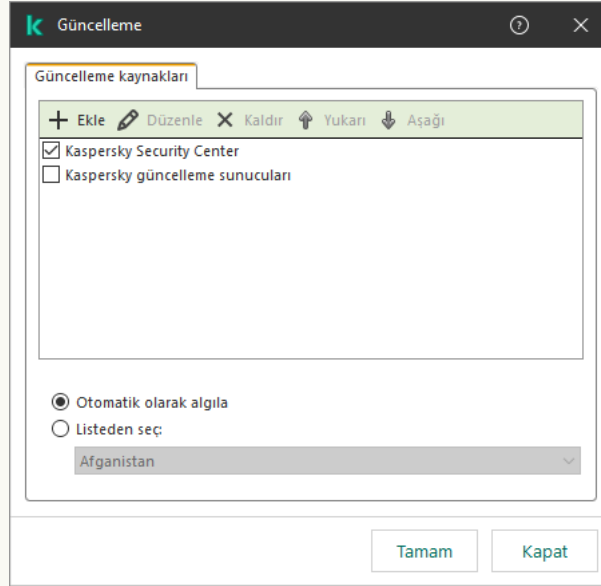 Güncelleme
Güncelleme kaynakları
Ekle Düzenle Kaldır Yukarı Aşağı
Kaspersky Security Center
Kaspersky güncelleme sunucuları
Otomatik olarak algıla
Listeden seç:
Afganistan
Tamam Kapat